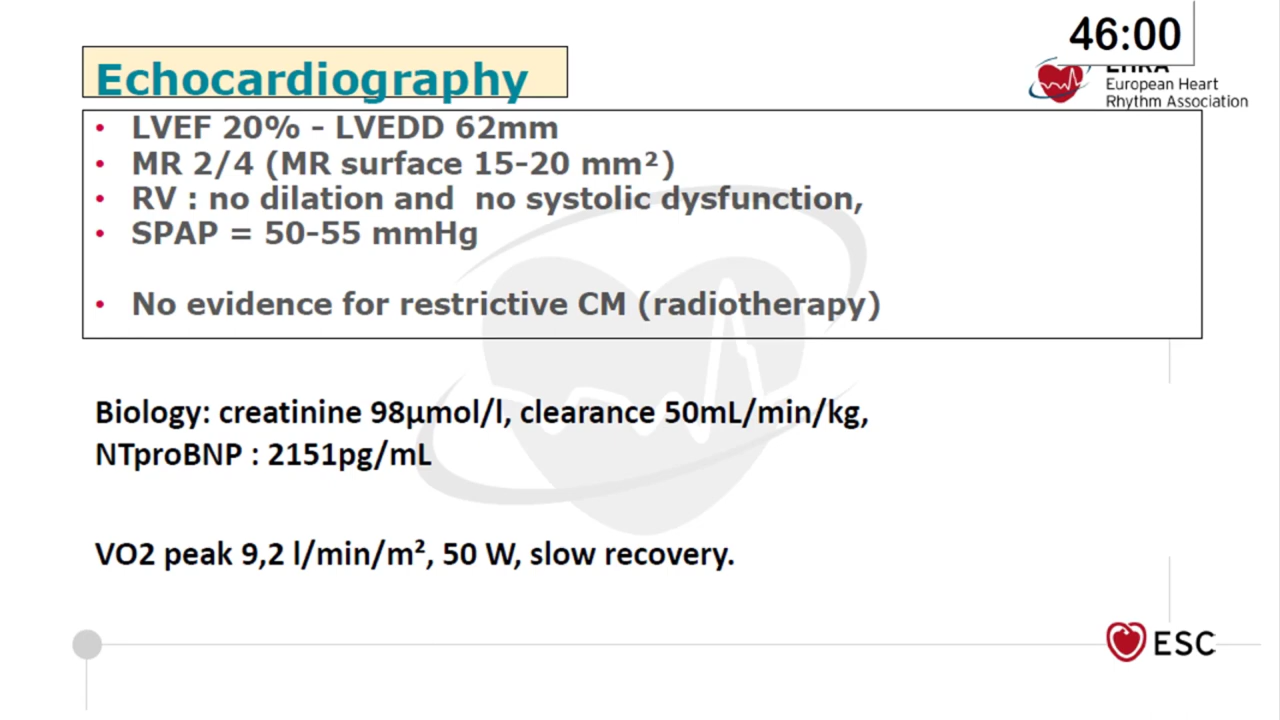 46:00
Echocardiography
EHRA
European Heart
Rhythm Association
• LVEF 20% - LVEDD 62mm
• MR 2/4 (MR surface 15-20 mm²)
• RV : no dilation and  no systolic dysfunction,
• SPAP = 50-55 mmHg
• No evidence for restrictive CM (radiotherapy)
Biology: creatinine 98µmol/l, clearance 50mL/min/kg,
NTproBNP : 2151pg/mL
VO2 peak 9,2 l/min/m², 50 W, slow recovery.
ESC